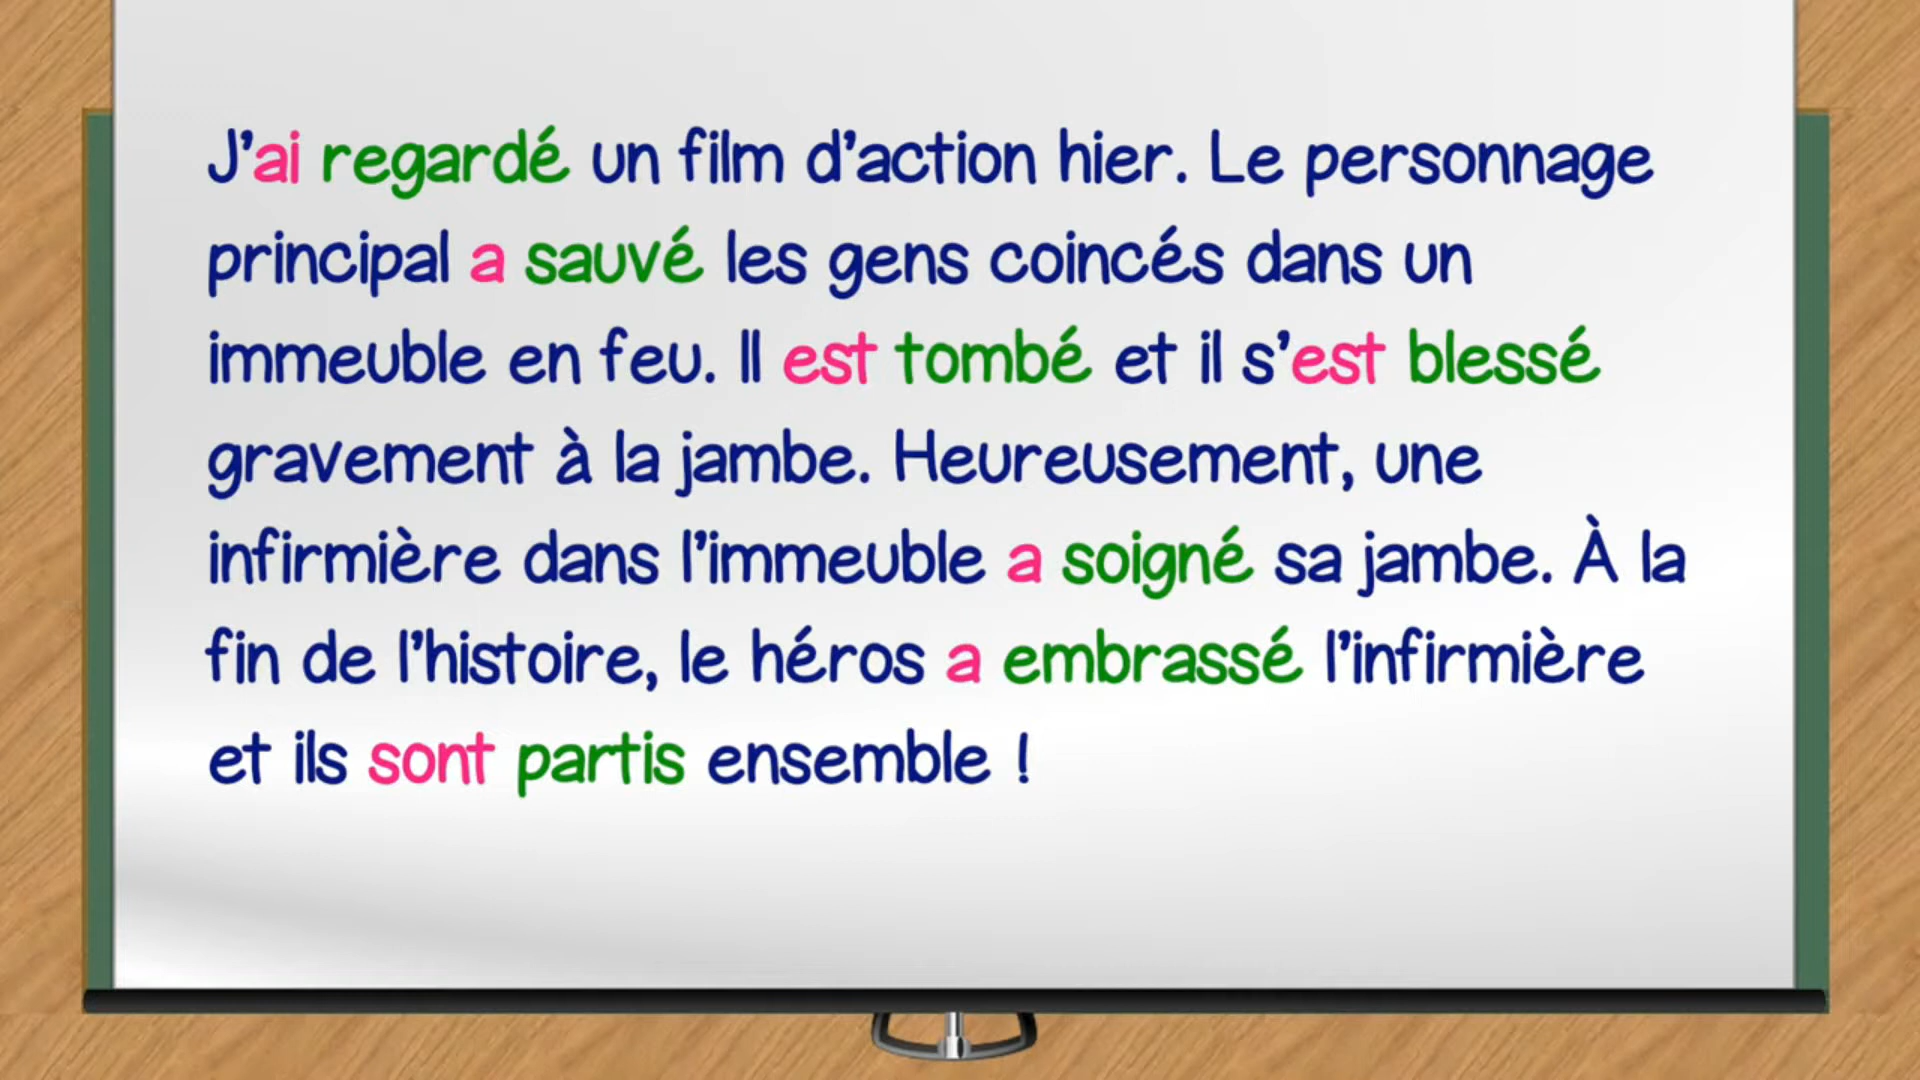 J’ai regardé un film d’action hier. Le personnage
principal a sauvé les gens coincés dans un
immeuble en feu. Il est tombé et il s’est blessé
gravement à la jambe. Heureusement, une
infirmière dans l’immeuble a soigné sa jambe. À la
fin de l’histoire, le héros a embrassé l’infirmière
et ils sont partis ensemble !